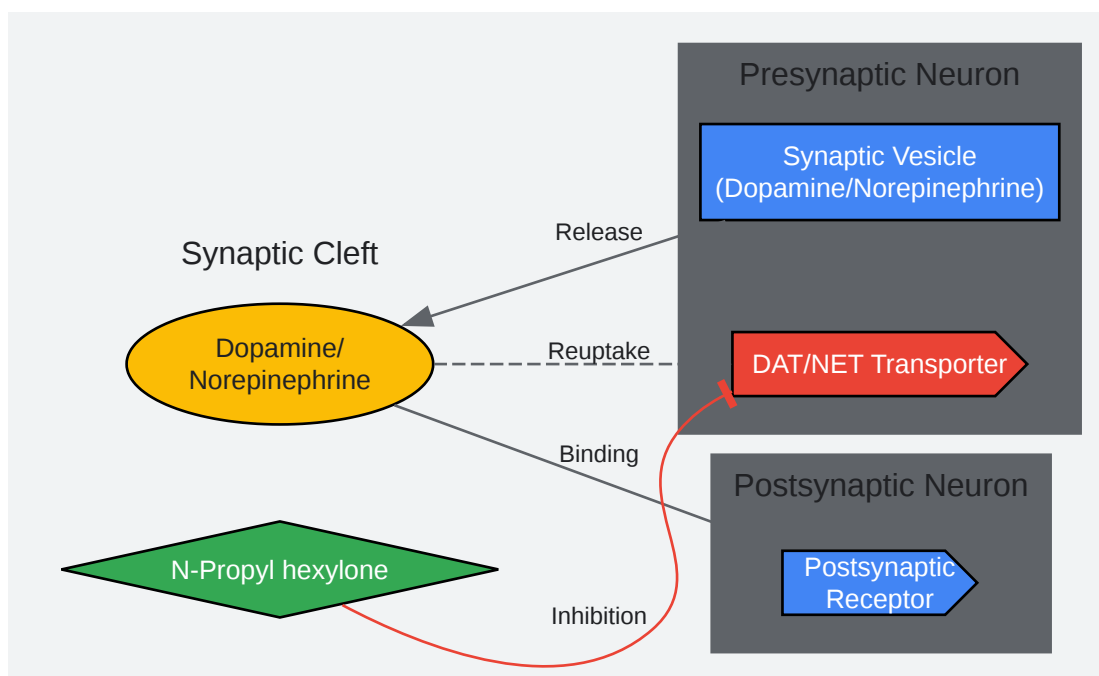 Presynaptic Neuron
Synaptic Vesicle
(Dopamine/Norepinephrine)
Release
Synaptic Cleft
Dopamine/
Norepinephrine
Reuptake
DAT/NET Transporter
Binding
Postsynaptic Neuron
Postsynaptic
Receptor
N-Propyl hexylone
Inhibition